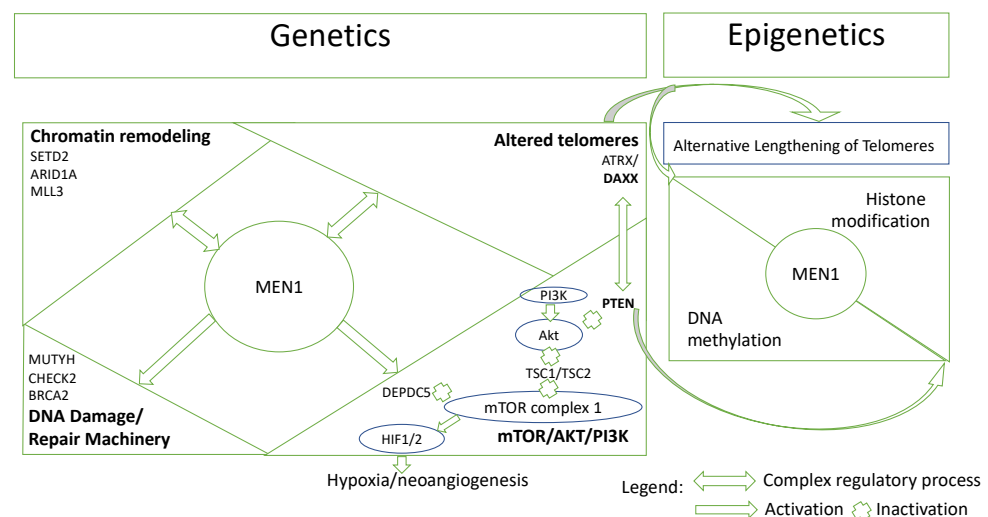 Genetics
Epigenetics
Chromatin remodeling
SETD2
ARID1A
MLL3
Altered telomeres
ATRX/
DAXX
Alternative Lengthening of Telomeres
Histone
modification
MEN1
MEN1
DNA
methylation
PI3K
PTEN
Akt
TSC1/TSC2
DEPDC5
mTOR complex 1
mTOR/AKT/PI3K
HIF1/2
Hypoxia/neoangiogenesis
MUTYH
CHECK2
BRCA2
DNA Damage/
Repair Machinery
Legend:
Complex regulatory process
Activation
Inactivation